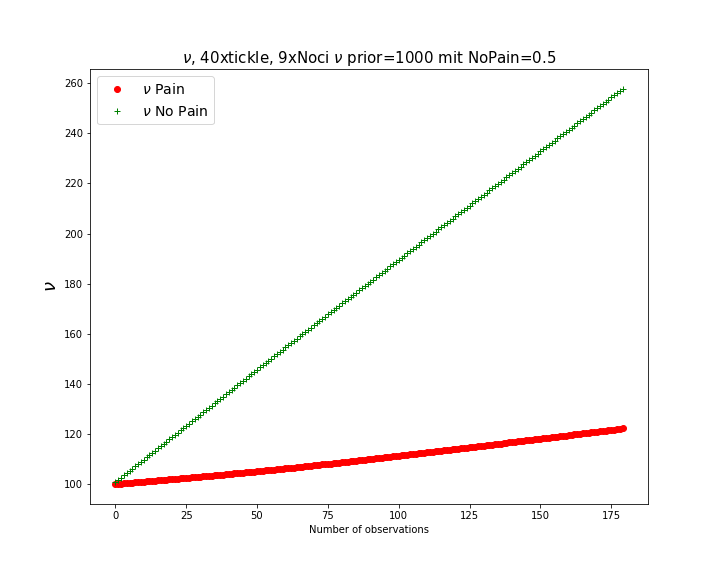 ν, 40xtickle, 9xNoci ν prior=1000 mit NoPain=0.5
ν Pain
ν No Pain
260
240
220
200
180
160
140
120
100
ν
0 25 50 75 100 125 150 175
Number of observations